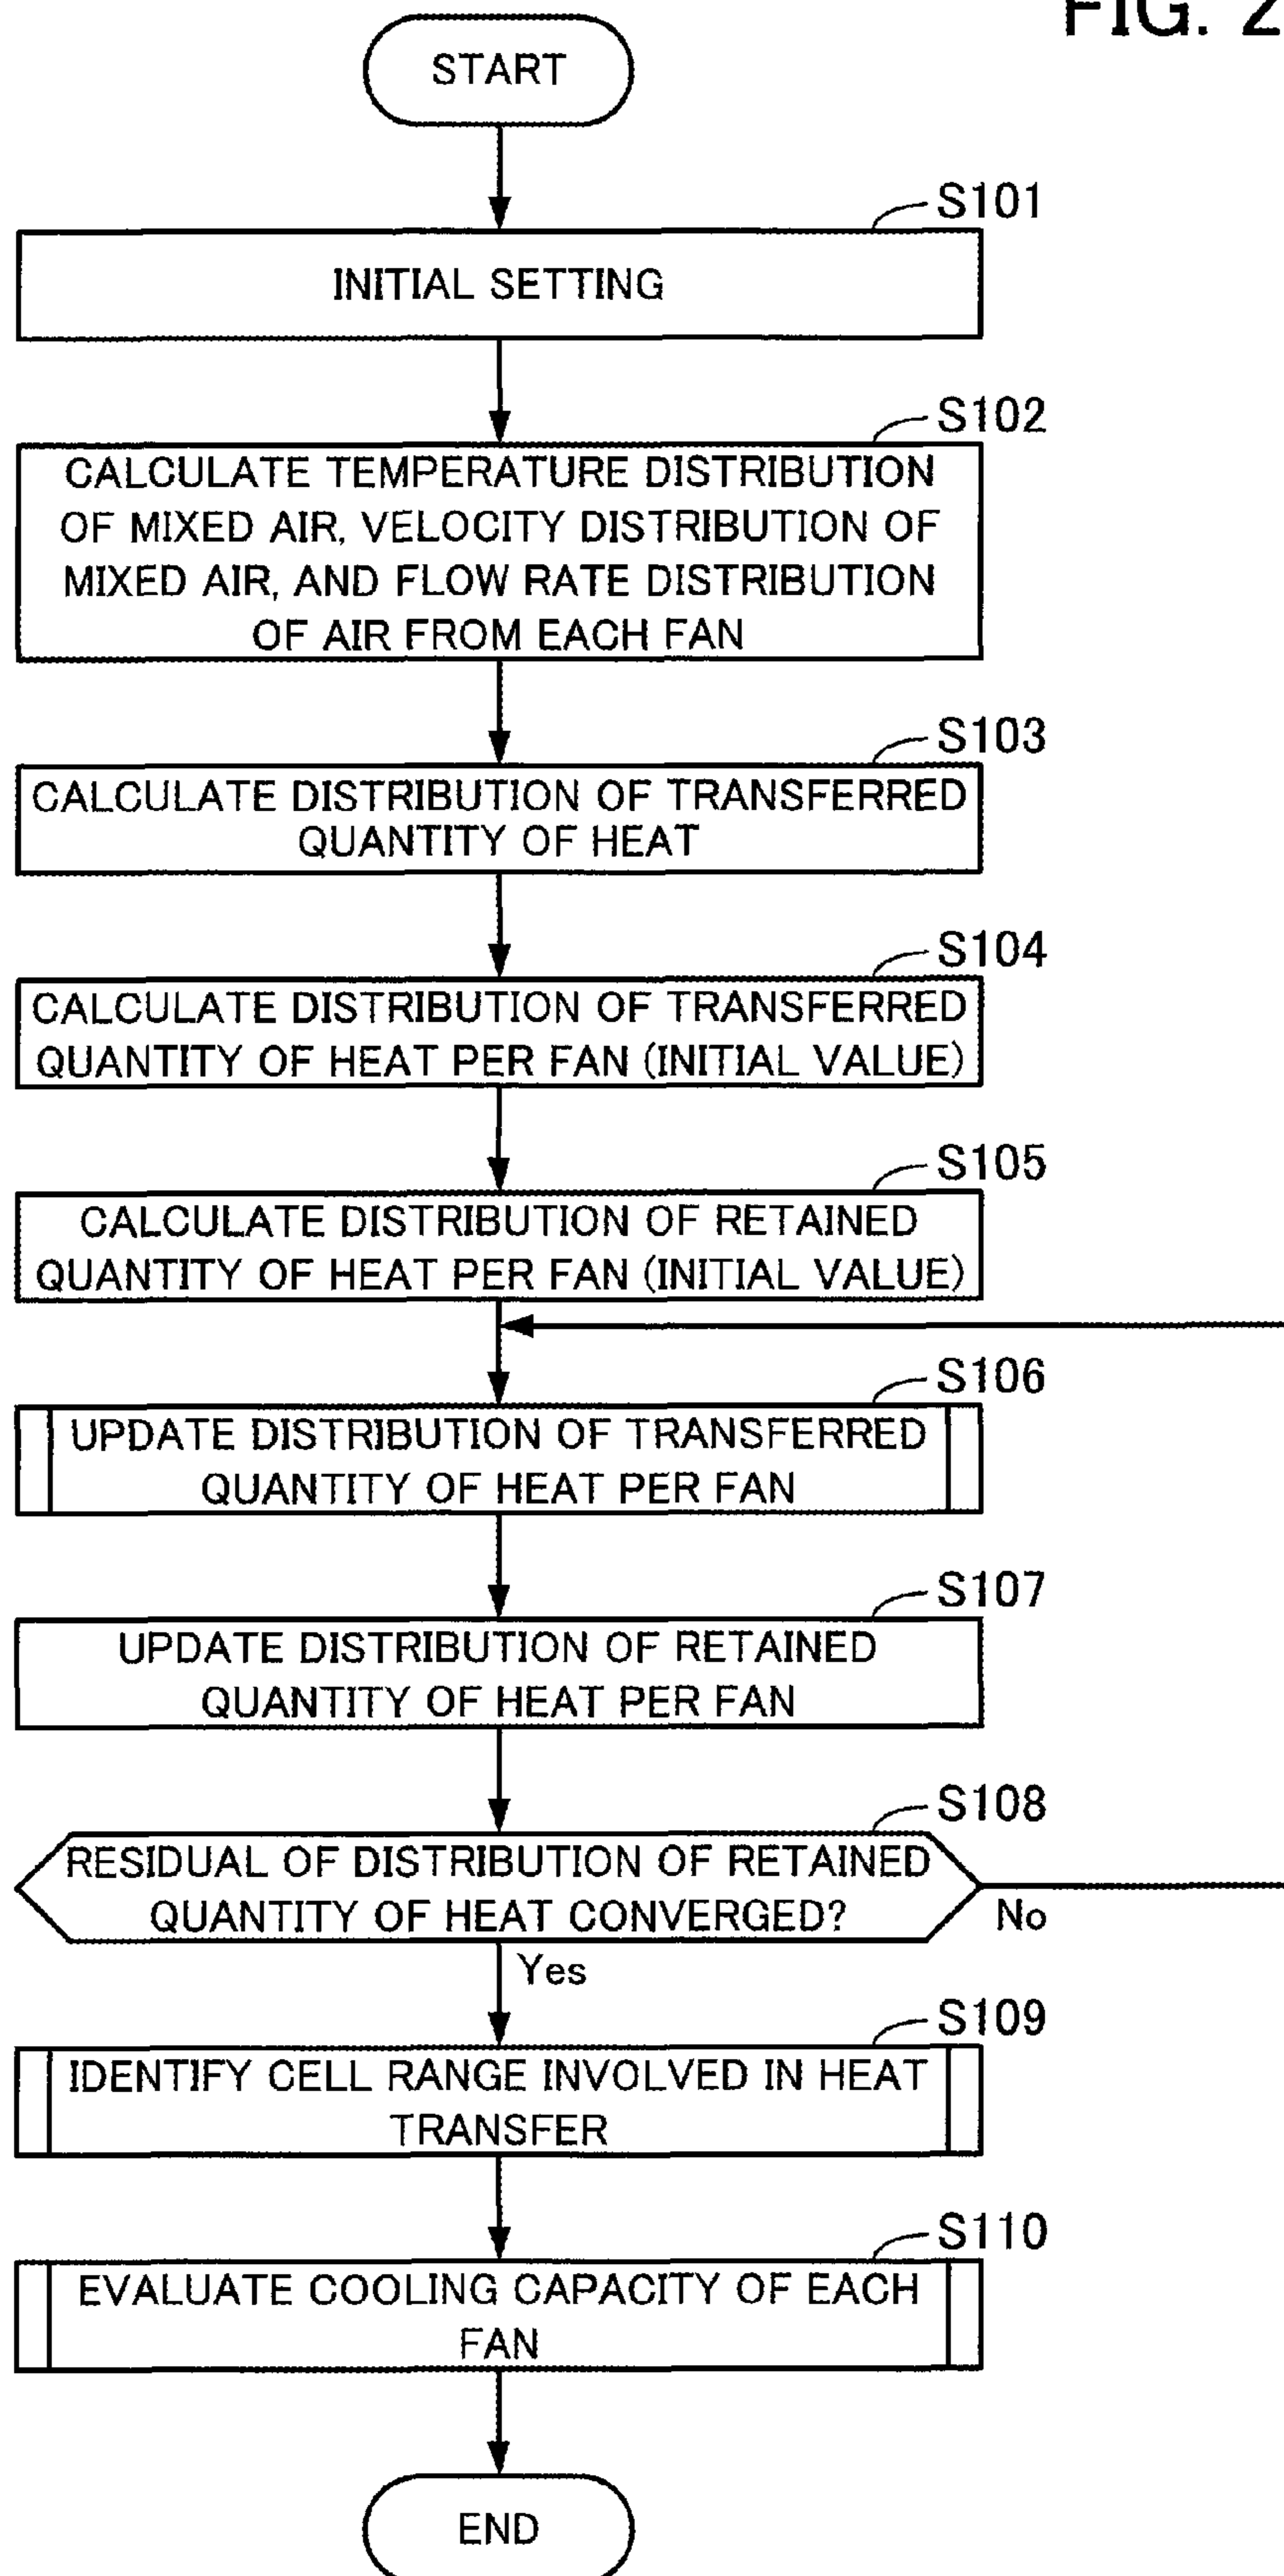 FIG. 2
START
S101
INITIAL SETTING
S102
CALCULATE TEMPERATURE DISTRIBUTION
OF MIXED AIR, VELOCITY DISTRIBUTION OF
MIXED AIR, AND FLOW RATE DISTRIBUTION
OF AIR FROM EACH FAN
S103
CALCULATE DISTRIBUTION OF TRANSFERRED
QUANTITY OF HEAT
S104
CALCULATE DISTRIBUTION OF TRANSFERRED
QUANTITY OF HEAT PER FAN (INITIAL VALUE)
S105
CALCULATE DISTRIBUTION OF RETAINED
QUANTITY OF HEAT PER FAN (INITIAL VALUE)
S106
UPDATE DISTRIBUTION OF TRANSFERRED
QUANTITY OF HEAT PER FAN
S107
UPDATE DISTRIBUTION OF RETAINED
QUANTITY OF HEAT PER FAN
S108
RESIDUAL OF DISTRIBUTION OF RETAINED
QUANTITY OF HEAT CONVERGED?
No
Yes
S109
IDENTIFY CELL RANGE INVOLVED IN HEAT
TRANSFER
S110
EVALUATE COOLING CAPACITY OF EACH
FAN
END